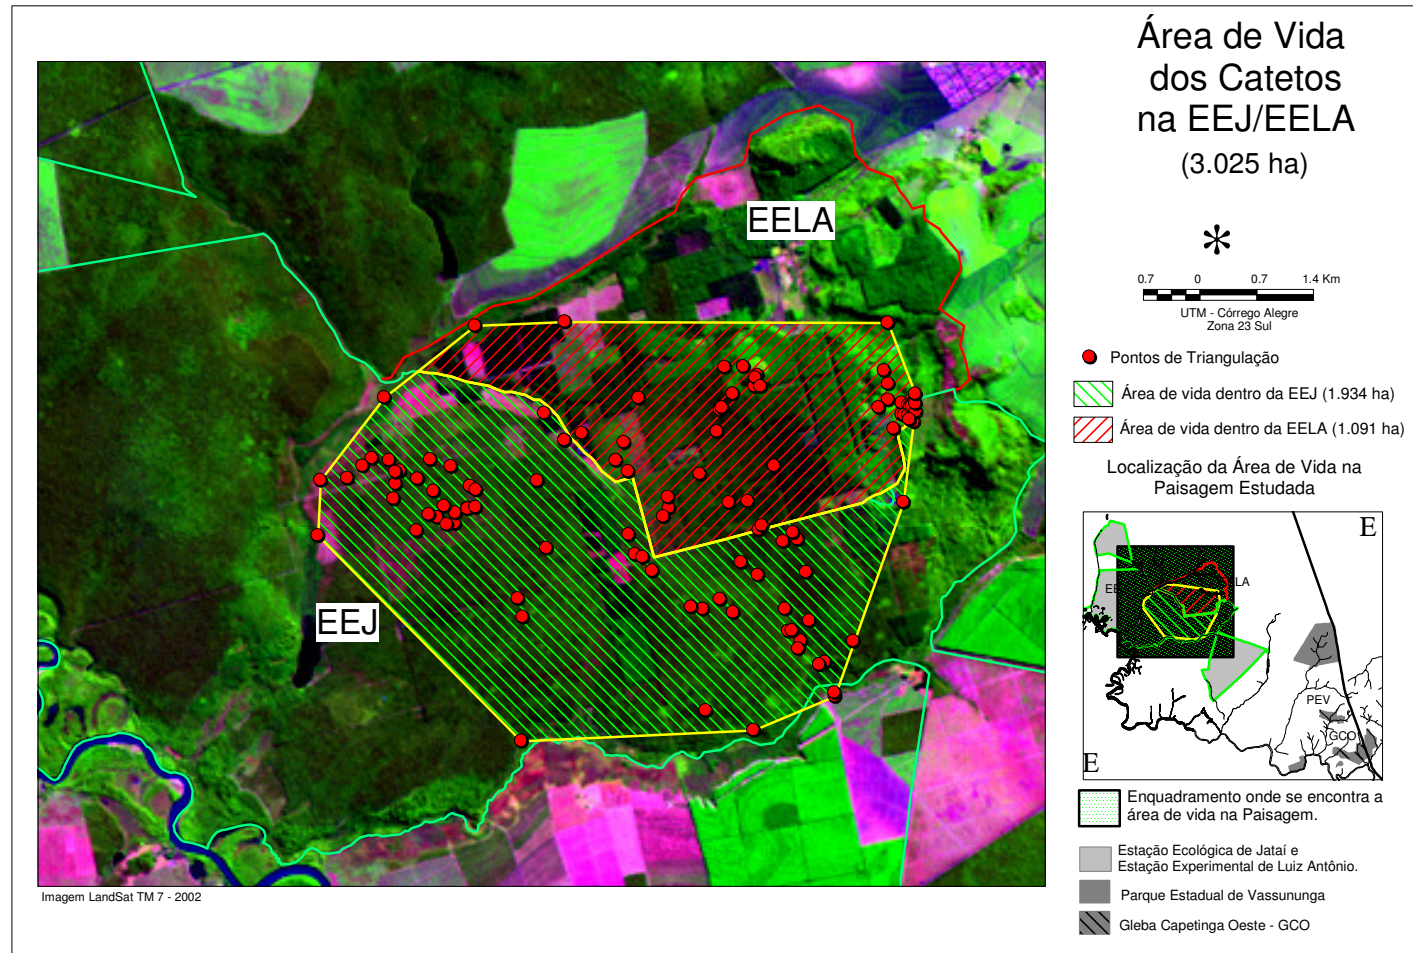 Área de Vida
dos Catetos
na EEJ/EELA
(3.025 ha)
EELA
EEJ
0.7 0 0.7 1.4 Km
UTM - Córrego Alegre
Zona 23 Sul
Pontos de Triangulação
Área de vida dentro da EEJ (1.934 ha)
Área de vida dentro da EELA (1.091 ha)
Localização da Área de Vida na
Paisagem Estudada
E
LA
PEV
GCO
E
Enquadramento onde se encontra a
área de vida na Paisagem.
Estação Ecológica de Jataí e
Estação Experimental de Luiz Antônio.
Parque Estadual de Vassununga
Gleba Capetinga Oeste - GCO
Imagem LandSat TM 7 - 2002